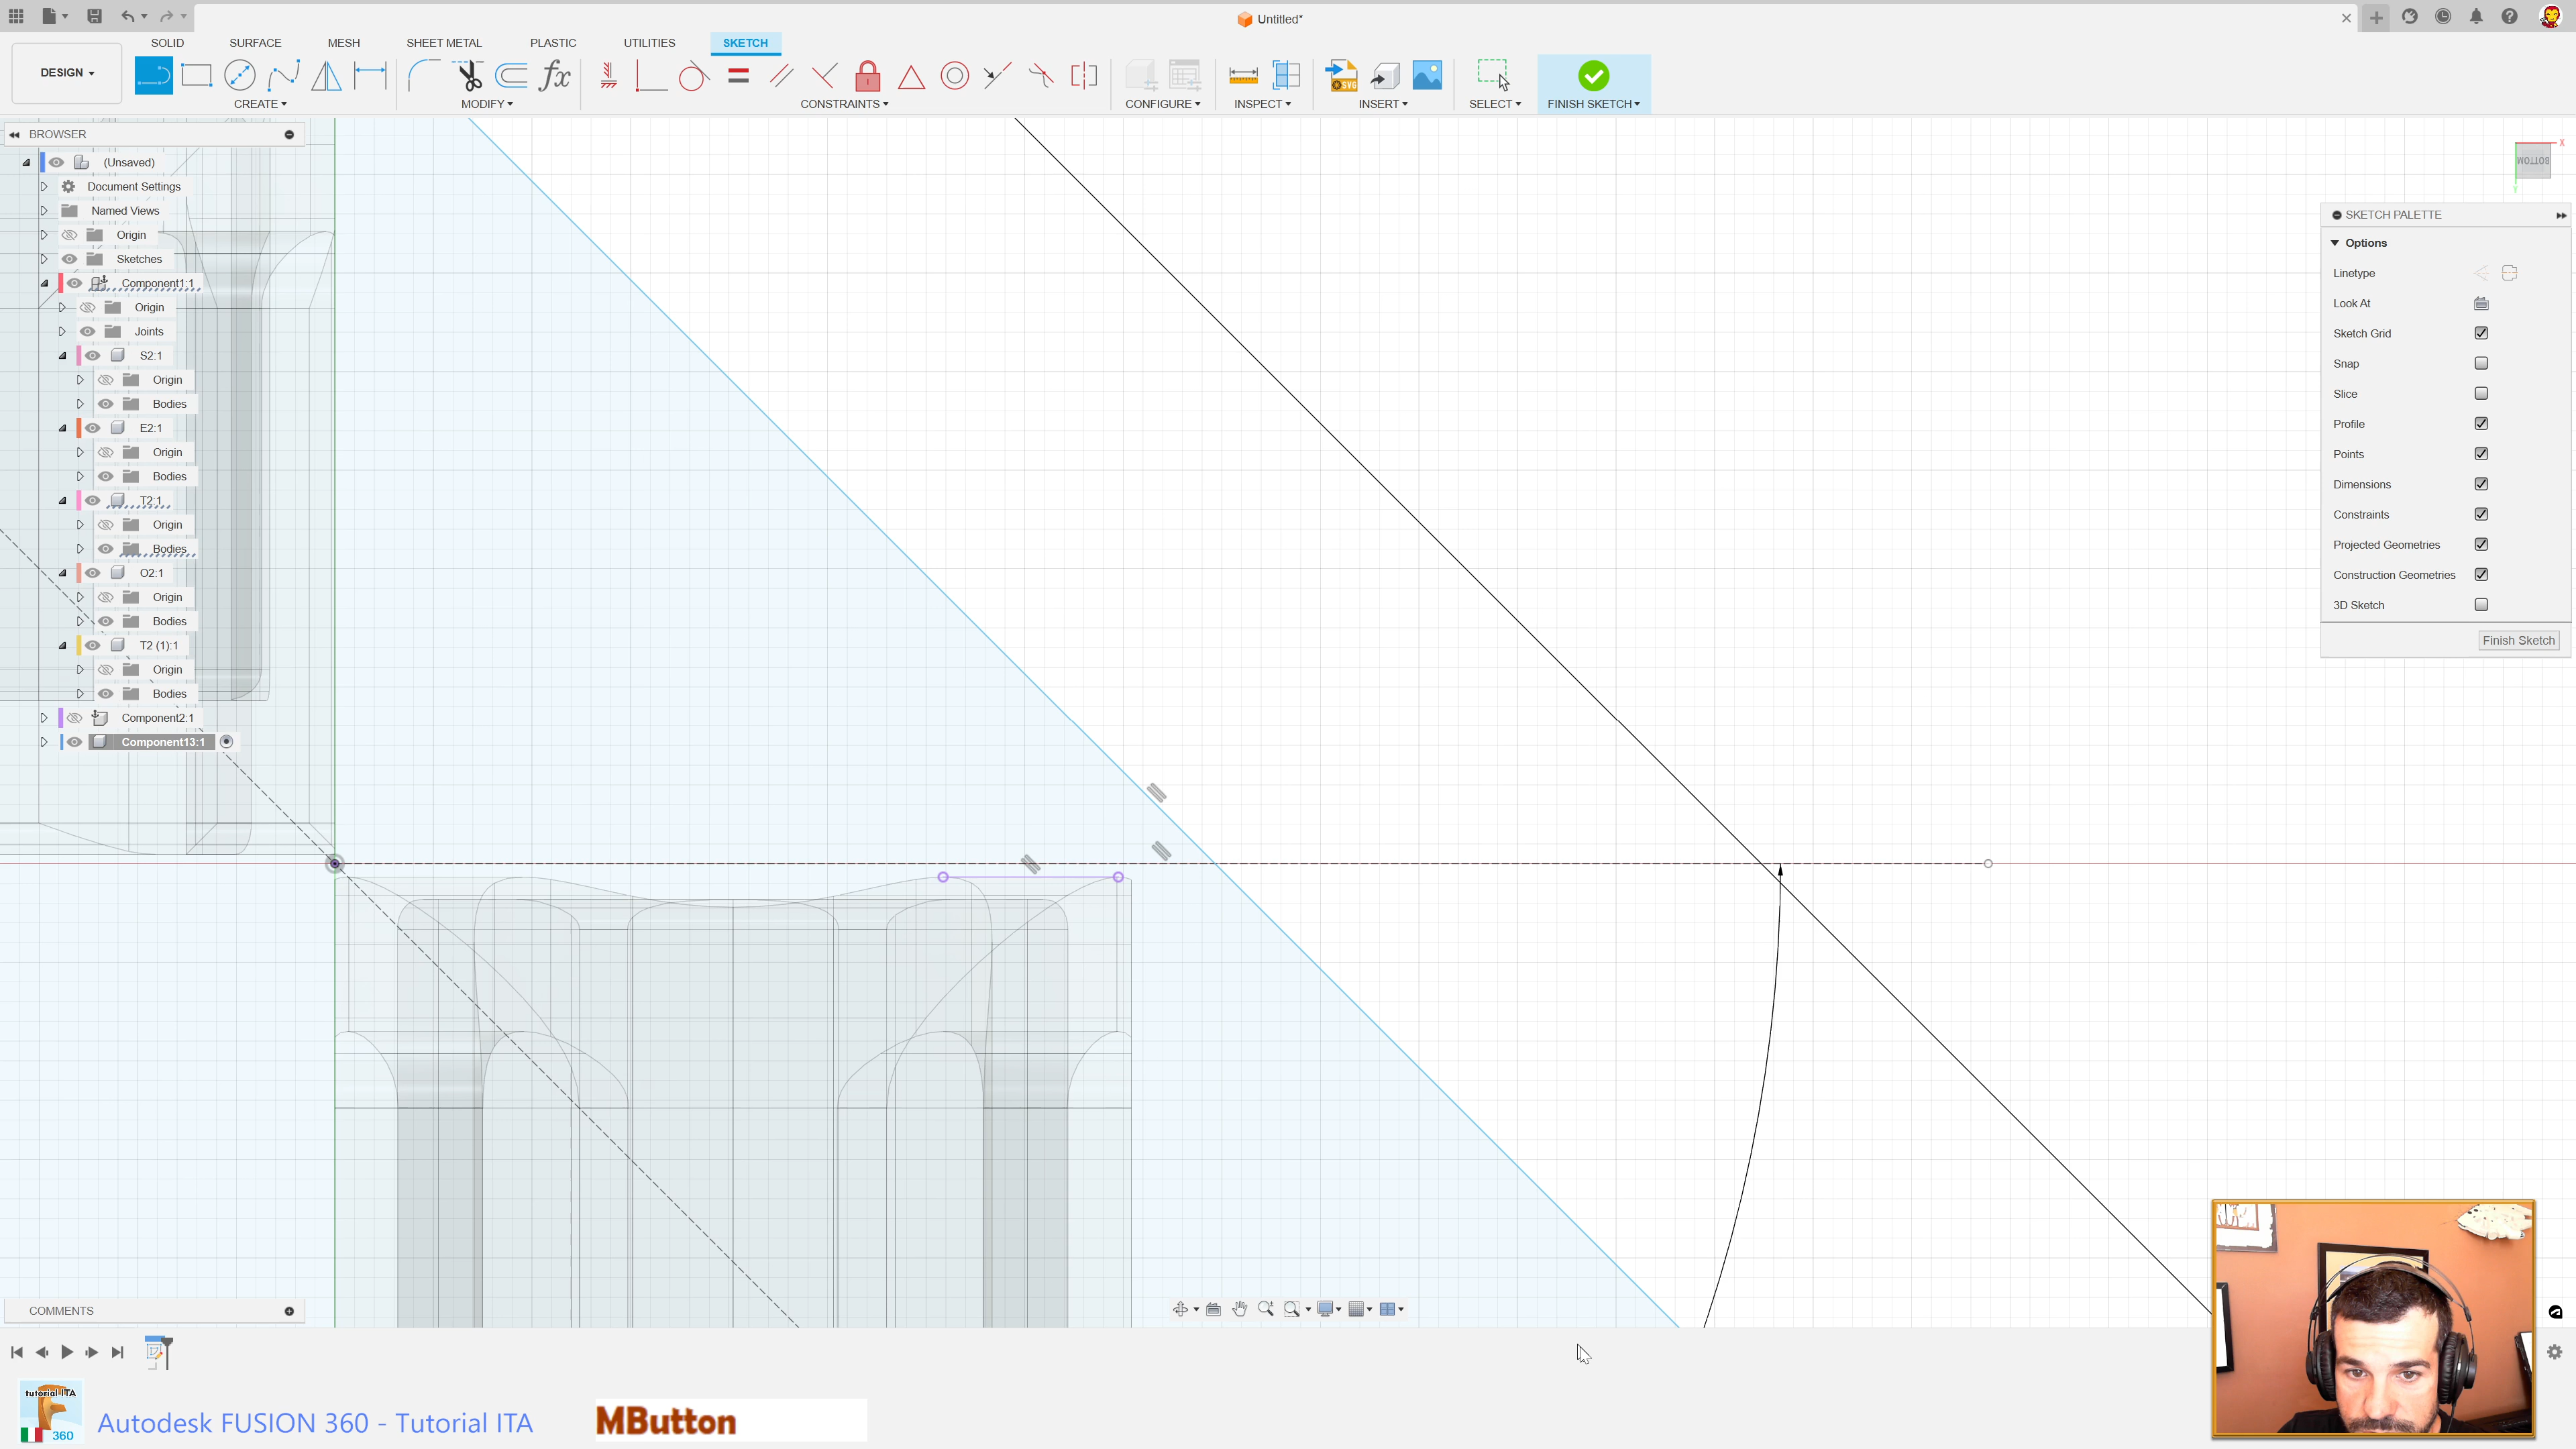 Untitled*
SOLID
SURFACE
MESH
SHEET METAL
PLASTIC
UTILITIES
SKETCH
DESIGN
CREATE
MODIFY
fx
CONSTRAINTS
CONFIGURE
INSPECT
SVG
INSERT
SELECT
FINISH SKETCH
BROWSER
(Unsaved)
Document Settings
Named Views
Origin
Sketches
Component1:1
Origin
Joints
S2:1
Origin
Bodies
E2:1
Origin
Bodies
T2:1
Origin
Bodies
O2:1
Origin
Bodies
T2 (1):1
Origin
Bodies
Component2:1
Component13:1
X
BOTTOM
Y
SKETCH PALETTE
Options
Linetype
Look At
Sketch Grid
Snap
Slice
Profile
Points
Dimensions
Constraints
Projected Geometries
Construction Geometries
3D Sketch
Finish Sketch
COMMENTS
tutorial ITA
360
Autodesk FUSION 360 - Tutorial ITA
MButton